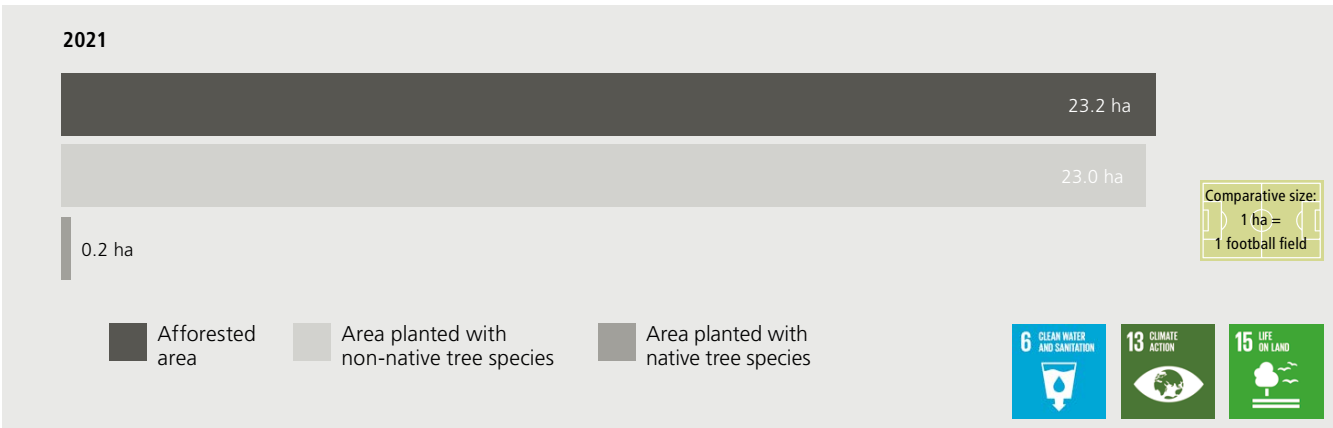 2021
23.2 ha
23.0 ha
0.2 ha
Comparative size:
1 ha =
1 football field
Afforested
area
Area planted with
non-native tree species
Area planted with
native tree species
6 CLEAN WATER
AND SANITATION
13 CLIMATE
ACTION
15 LIFE
ON LAND